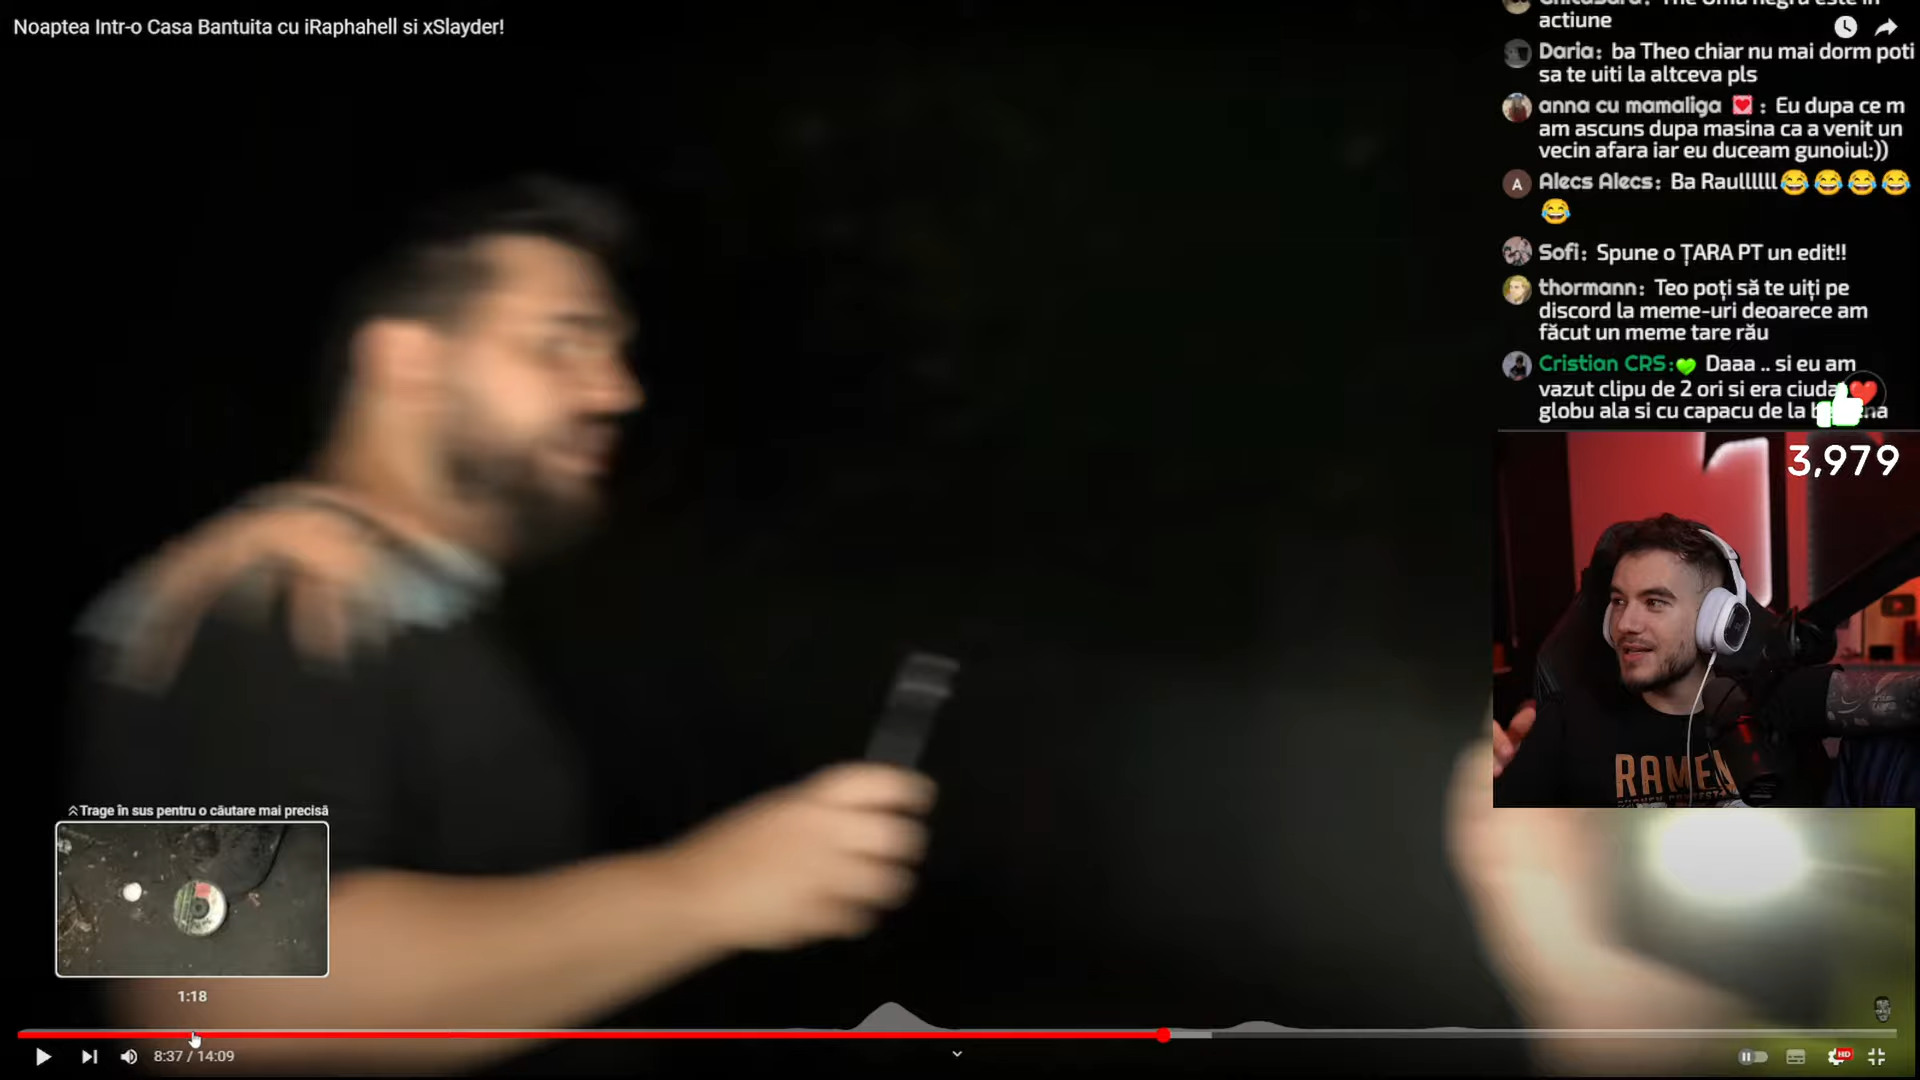 Noaptea Intr-o Casa Bantuita cu iRaphahell si xSlayder!
actiune
Daria: ba Theo chiar nu mai dorm poti
sa te uiti la altceva pls
anna cu mamaliga 💟 : Eu dupa ce m
am ascuns dupa masina ca a venit un
vecin afara iar eu duceam gunoiul:))
A Alecs Alecs: Ba Raullllll😂😂😂😂
😂
Sofi: Spune o ȚARA PT un edit!!
thormann: Teo poți să te uiți pe
discord la meme-uri deoarece am
făcut un meme tare rău
Cristian CRS:💚 Daaa .. si eu am
vazut clipu de 2 ori si era ciuda
globu ala si cu capacu de la
3,979
RAMEN
Trage în sus pentru o căutare mai precisă
1:18
8:37 / 14:09
HD